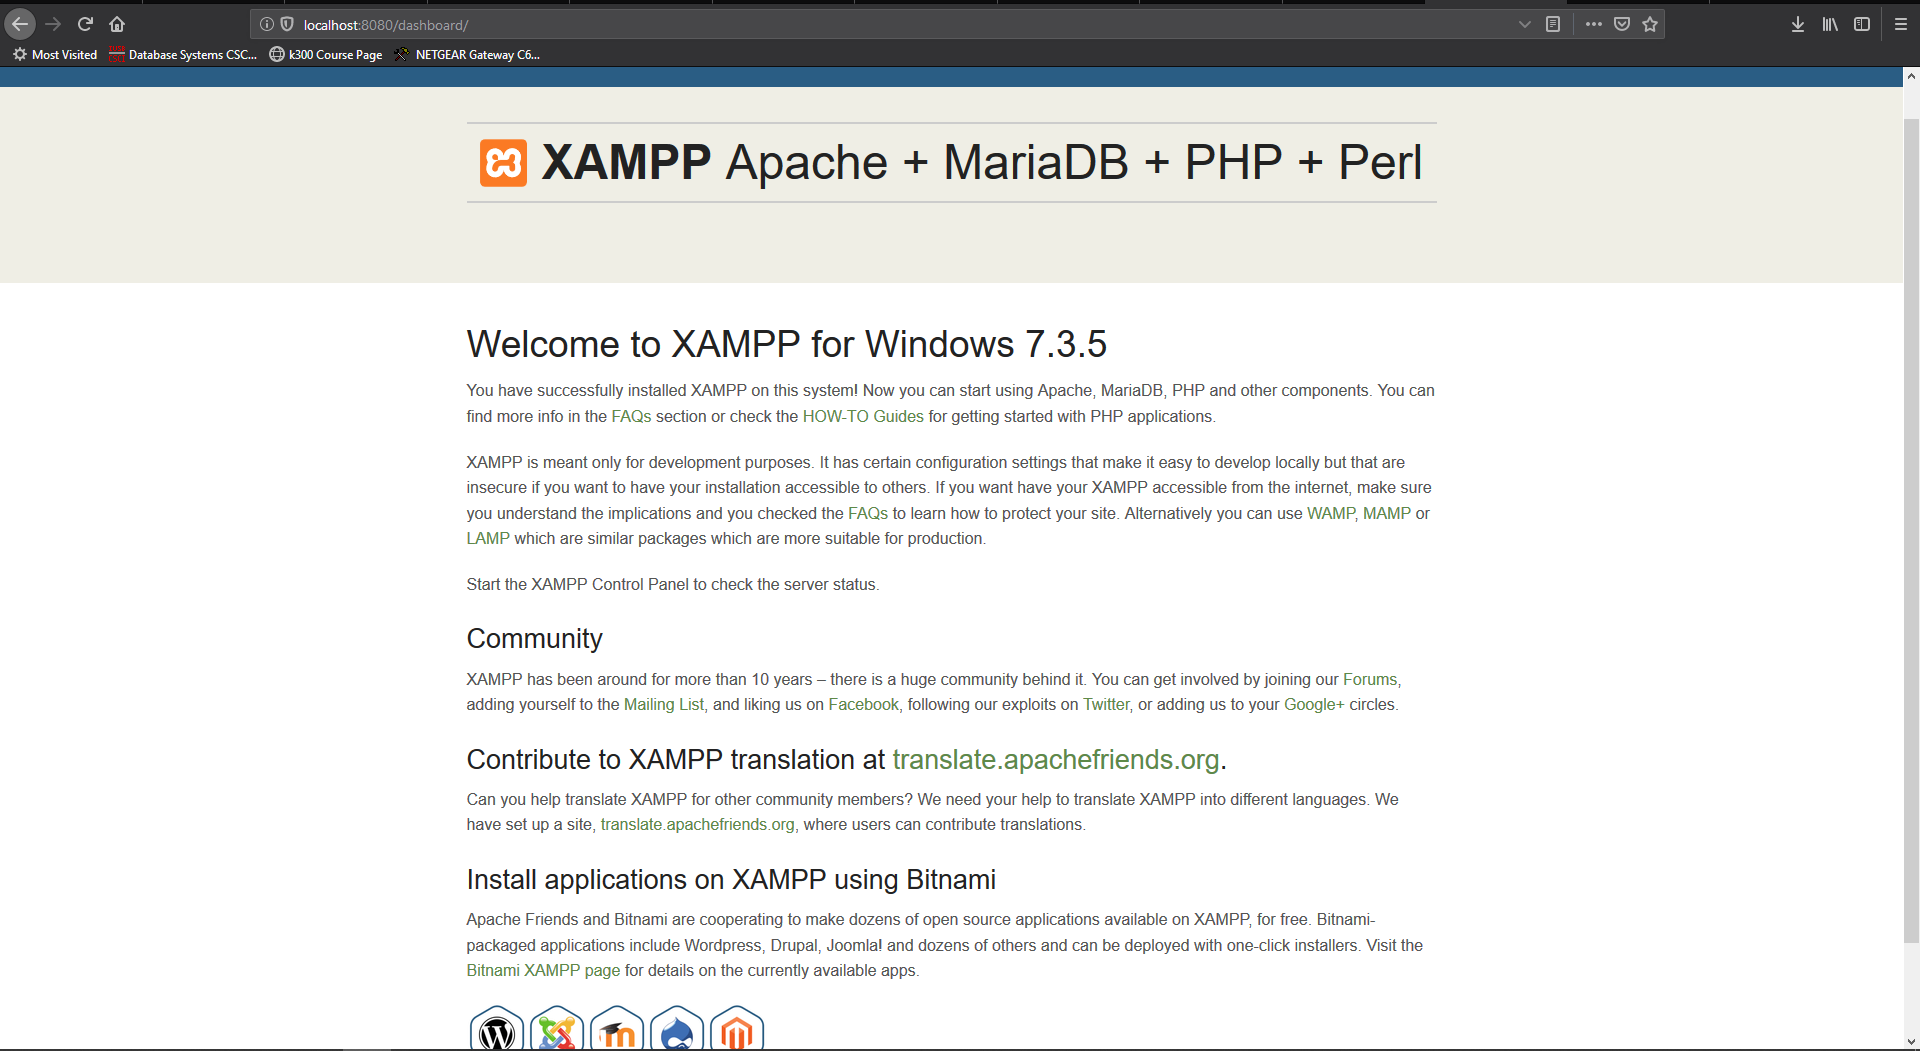 localhost:8080/dashboard/
Most Visited Database Systems CSC... k300 Course Page NETGEAR Gateway C6...
XAMPP Apache + MariaDB + PHP + Perl
Welcome to XAMPP for Windows 7.3.5
You have successfully installed XAMPP on this system! Now you can start using Apache, MariaDB, PHP and other components. You can
find more info in the FAQs section or check the HOW-TO Guides for getting started with PHP applications.
XAMPP is meant only for development purposes. It has certain configuration settings that make it easy to develop locally but that are
insecure if you want to have your installation accessible to others. If you want have your XAMPP accessible from the internet, make sure
you understand the implications and you checked the FAQs to learn how to protect your site. Alternatively you can use WAMP, MAMP or
LAMP which are similar packages which are more suitable for production.
Start the XAMPP Control Panel to check the server status.
Community
XAMPP has been around for more than 10 years – there is a huge community behind it. You can get involved by joining our Forums,
adding yourself to the Mailing List, and liking us on Facebook, following our exploits on Twitter, or adding us to your Google+ circles.
Contribute to XAMPP translation at translate.apachefriends.org.
Can you help translate XAMPP for other community members? We need your help to translate XAMPP into different languages. We
have set up a site, translate.apachefriends.org, where users can contribute translations.
Install applications on XAMPP using Bitnami
Apache Friends and Bitnami are cooperating to make dozens of open source applications available on XAMPP, for free. Bitnami-
packaged applications include Wordpress, Drupal, Joomla! and dozens of others and can be deployed with one-click installers. Visit the
Bitnami XAMPP page for details on the currently available apps.